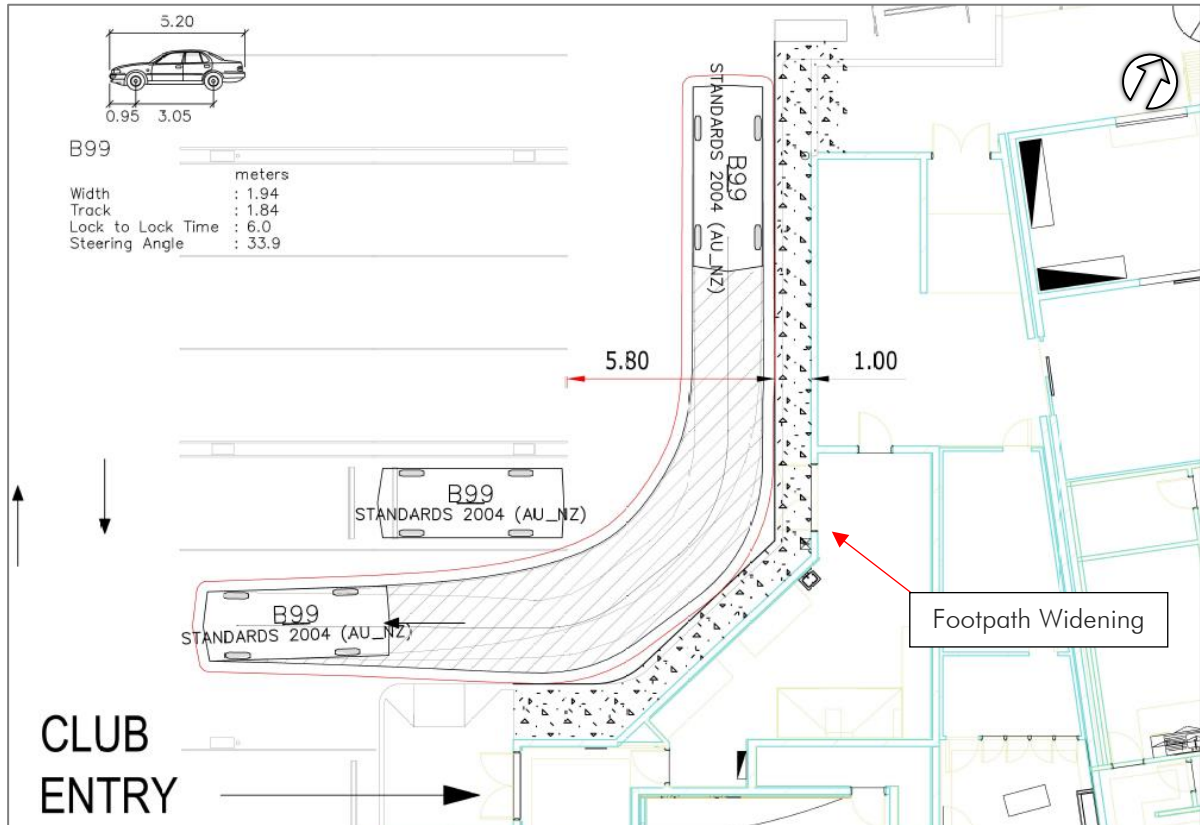 5.20
0.95 3.05
B99
meters
Width : 1.94
Track : 1.84
Lock to Lock Time : 6.0
Steering Angle : 33.9
B99
STANDARDS 2004 (AU_NZ)
5.80
1.00
B99
STANDARDS 2004 (AU_NZ)
B99
STANDARDS 2004 (AU_NZ)
Footpath Widening
CLUB
ENTRY